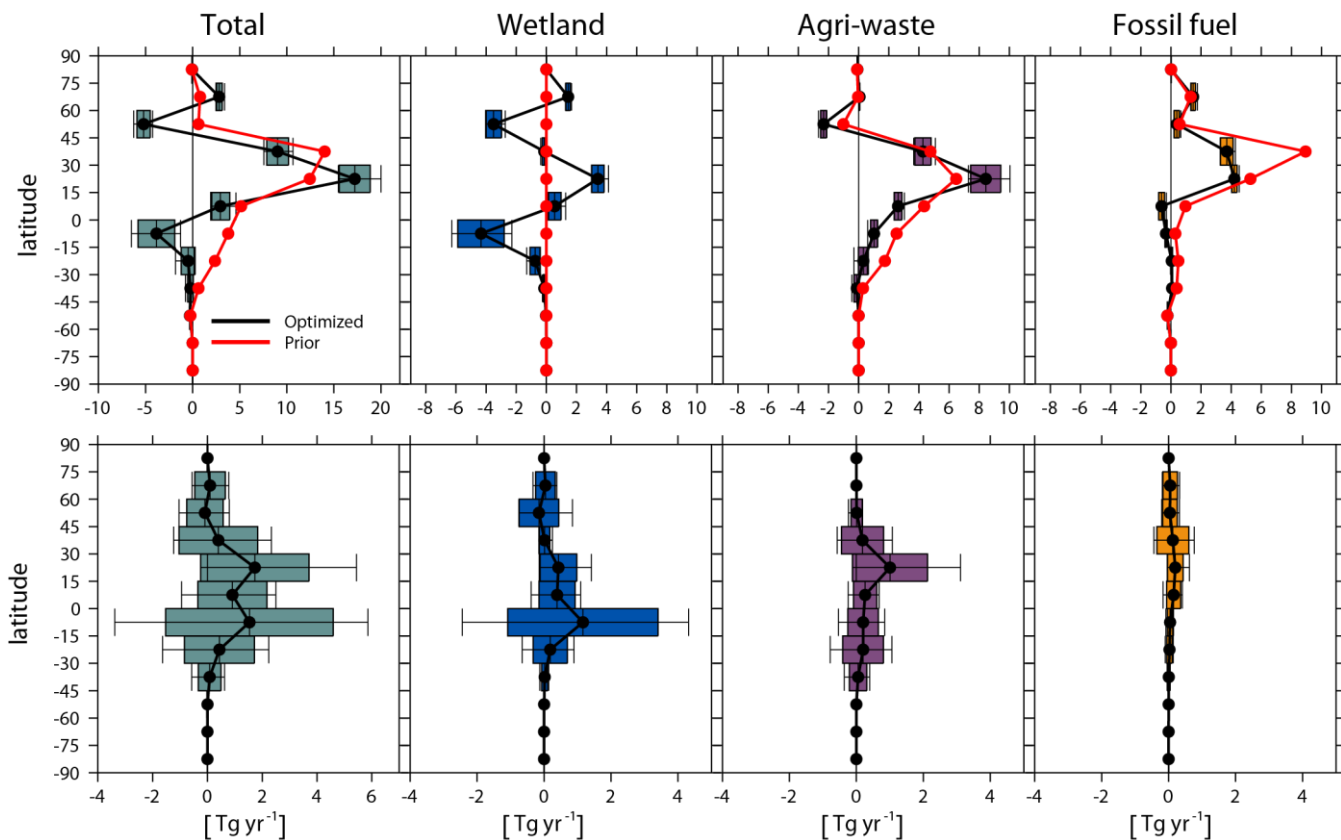 Total Wetland Agri-waste Fossil fuel
90
75
60
45
30
15
0
-15
-30
-45
-60
-75
-90
latitude
Optimized
Prior
-10 -5 0 5 10 15 20
-8 -6 -4 -2 0 2 4 6 8 10
-8 -6 -4 -2 0 2 4 6 8 10
-8 -6 -4 -2 0 2 4 6 8 10
90
75
60
45
30
15
0
-15
-30
-45
-60
-75
-90
latitude
-4 -2 0 2 4 6
-4 -2 0 2 4
-4 -2 0 2 4
-4 -2 0 2 4
[Tg yr⁻¹] [Tg yr⁻¹] [Tg yr⁻¹] [Tg yr⁻¹]